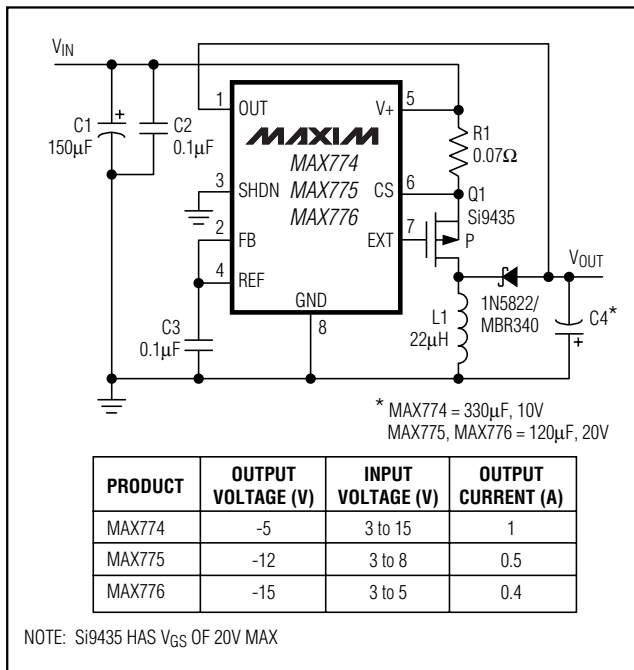 VIN
C1
150µF
+
C2
0.1µF
1 OUT
V+ 5
MAXIM
MAX774
MAX775
MAX776
3 SHDN
CS 6
R1
0.07Ω
Q1
Si9435
EXT 7
P
2 FB
4 REF
GND
8
C3
0.1µF
L1
22µH
1N5822/
MBR340
VOUT
C4*
+
* MAX774 = 330µF, 10V
MAX775, MAX776 = 120µF, 20V
PRODUCT OUTPUT VOLTAGE (V) INPUT VOLTAGE (V) OUTPUT CURRENT (A)
MAX774 -5 3 to 15 1
MAX775 -12 3 to 8 0.5
MAX776 -15 3 to 5 0.4
NOTE: Si9435 HAS VGS OF 20V MAX